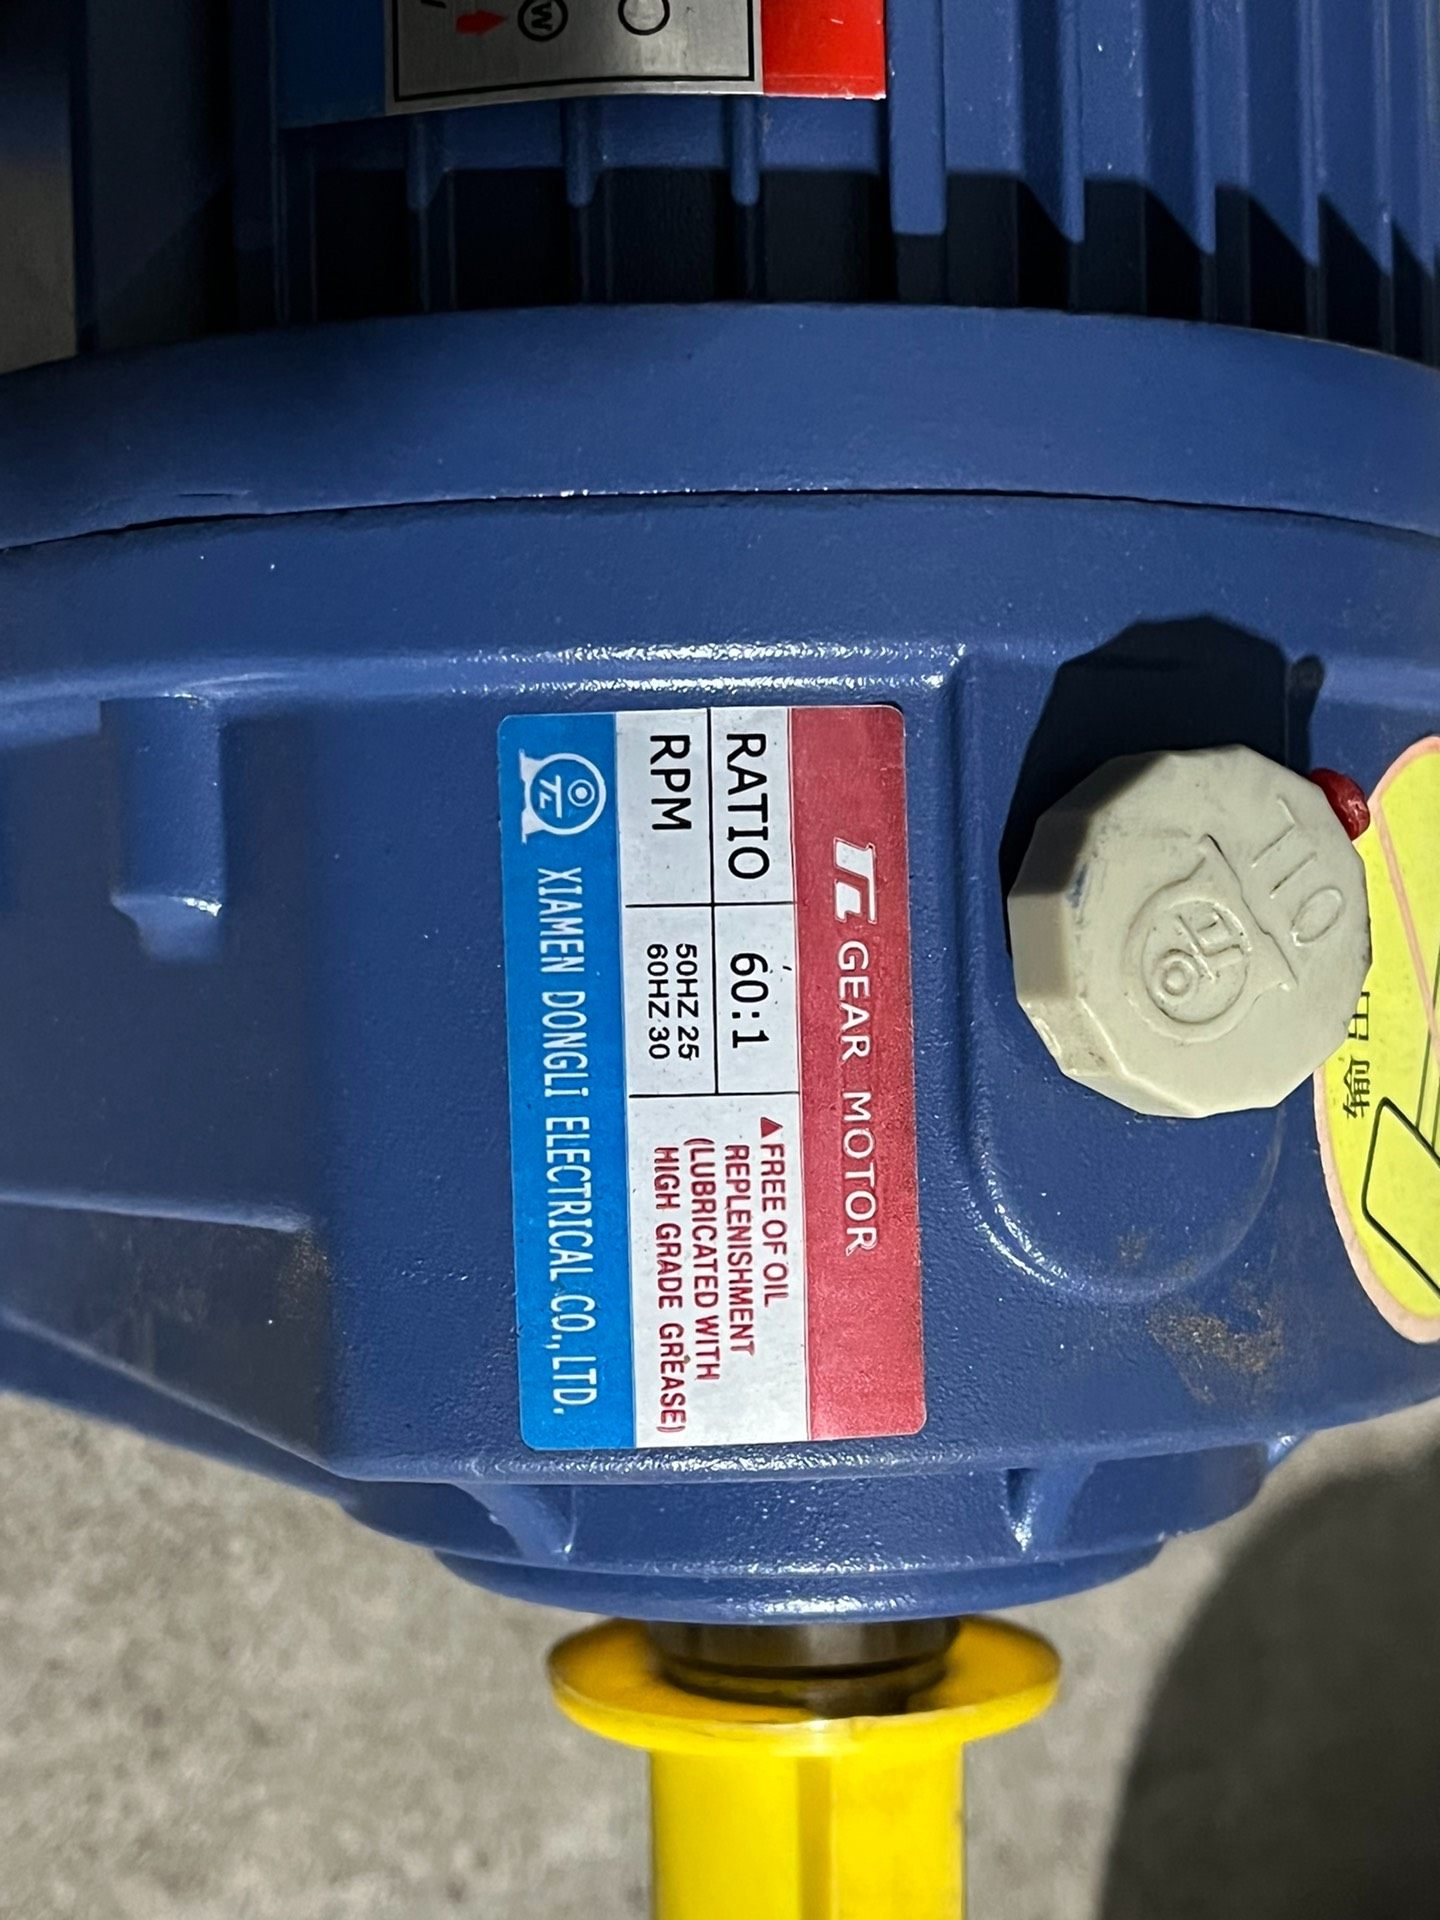 W
GEAR MOTOR
RATIO 60:1
RPM 50HZ 25
60HZ 30
▲FREE OF OIL
REPLENISHMENT
(LUBRICATED WITH
HIGH GRADE GREASE)
XIAMEN DONGLI ELECTRICAL CO., LTD.
OIL